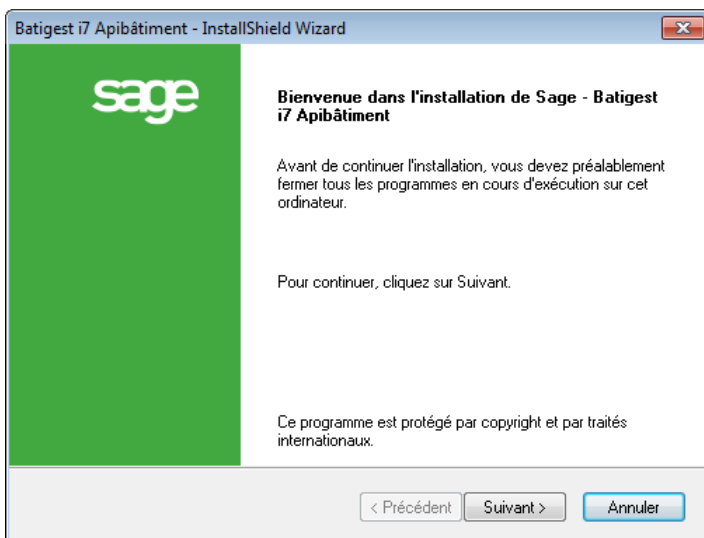 Batigest i7 Apibâtiment - InstallShield Wizard
sage
Bienvenue dans l'installation de Sage - Batigest
i7 Apibâtiment
Avant de continuer l'installation, vous devez préalablement
fermer tous les programmes en cours d'exécution sur cet
ordinateur.
Pour continuer, cliquez sur Suivant.
Ce programme est protégé par copyright et par traités
internationaux.
< Précédent
Suivant >
Annuler